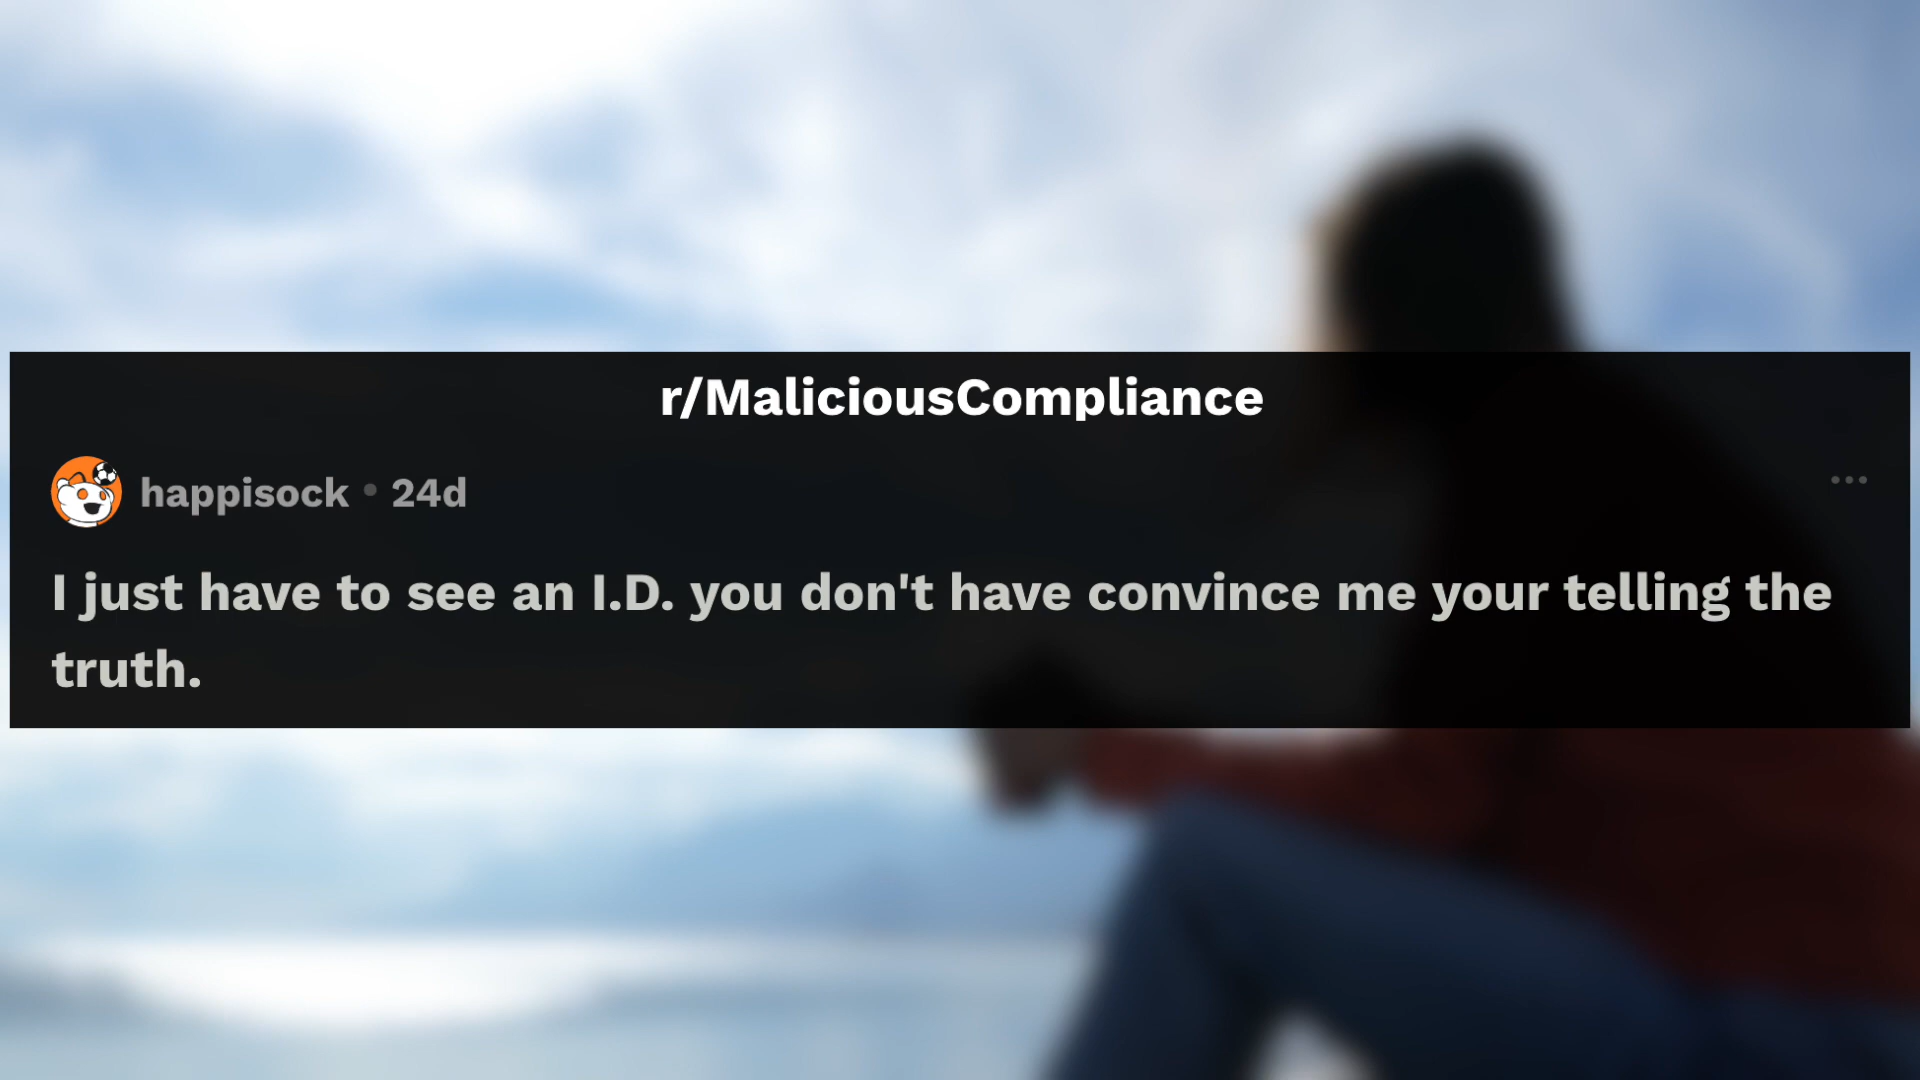 r/MaliciousCompliance
happisock • 24d
I just have to see an I.D. you don't have convince me your telling the
truth.